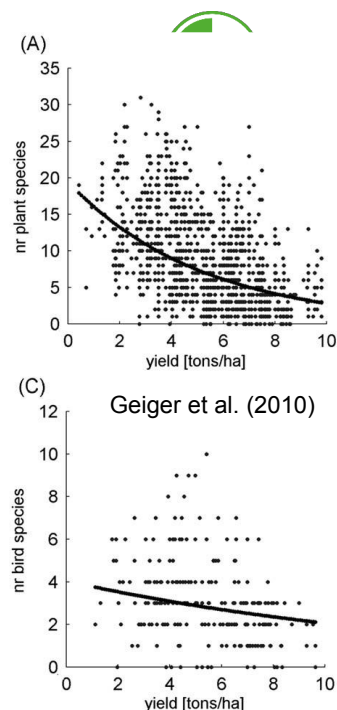 (A)
35
30
25
20
15
10
5
0
nr plant species
0 2 4 6 8 10
yield [tons/ha]
(C)
Geiger et al. (2010)
12
10
8
6
4
2
0
nr bird species
0 2 4 6 8 10
yield [tons/ha]